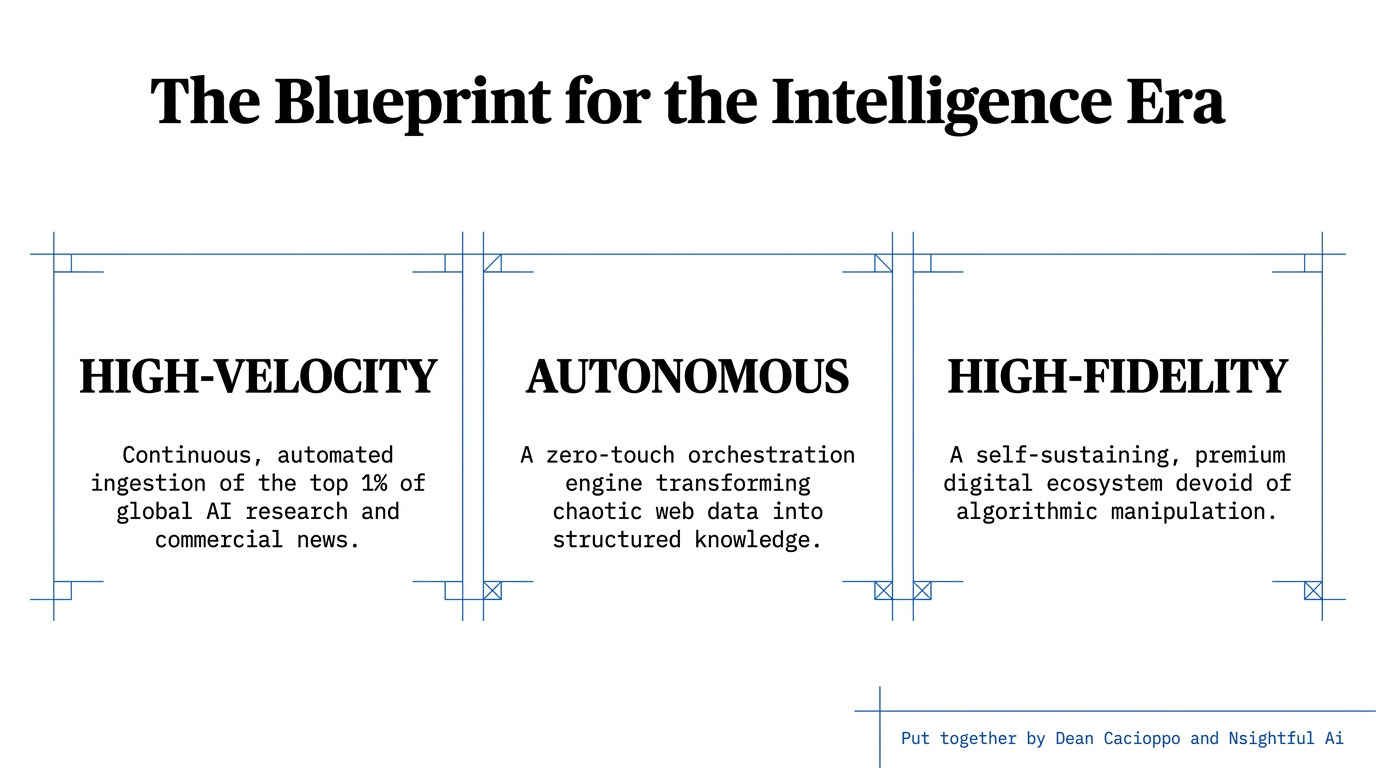 The Blueprint for the Intelligence Era
HIGH-VELOCITY
Continuous, automated
ingestion of the top 1% of
global AI research and
commercial news.
AUTONOMOUS
A zero-touch orchestration
engine transforming
chaotic web data into
structured knowledge.
HIGH-FIDELITY
A self-sustaining, premium
digital ecosystem devoid of
algorithmic manipulation.
Put together by Dean Cacioppo and Nsightful Ai